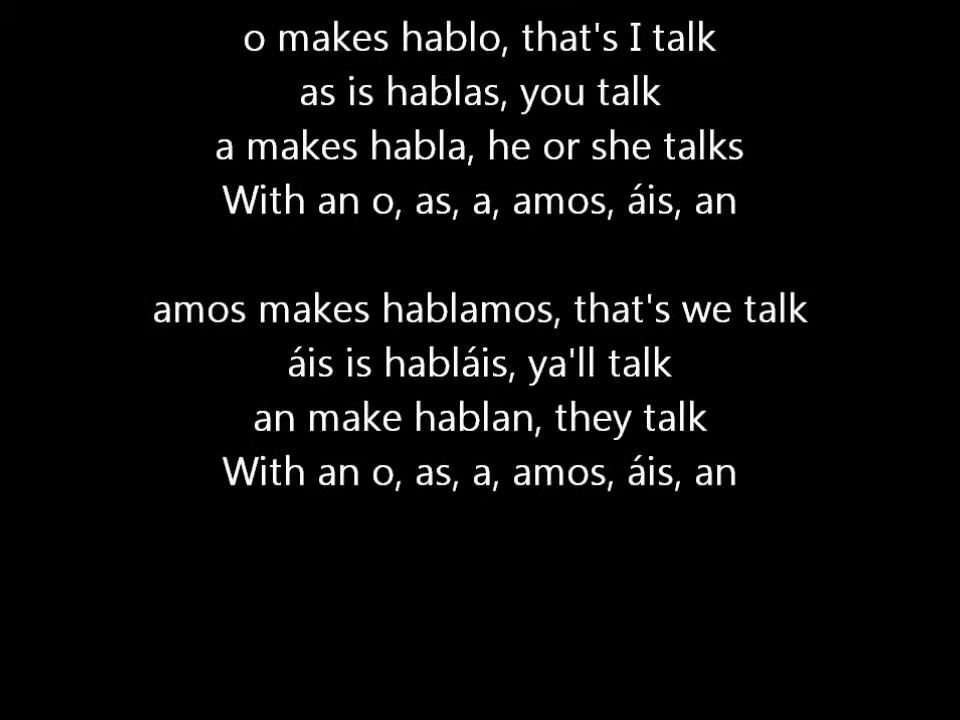 o makes hablo, that's I talk
as is hablas, you talk
a makes habla, he or she talks
With an o, as, a, amos, áis, an
amos makes hablamos, that's we talk
áis is habláis, ya'll talk
an make hablan, they talk
With an o, as, a, amos, áis, an